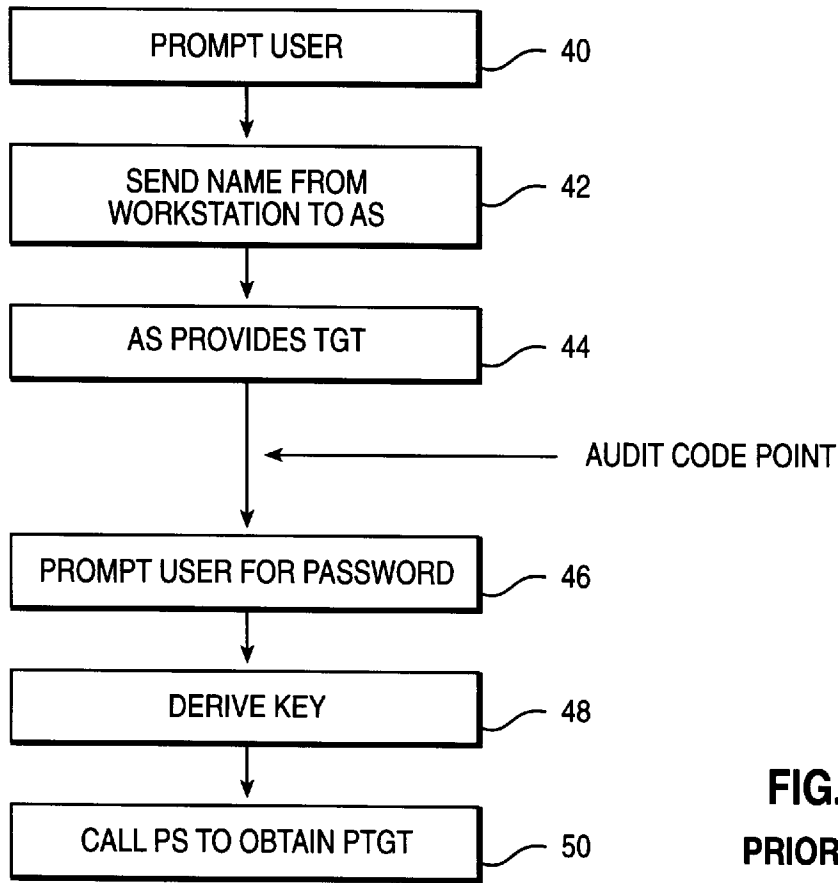 PROMPT USER
40
SEND NAME FROM
WORKSTATION TO AS
42
AS PROVIDES TGT
44
AUDIT CODE POINT
PROMPT USER FOR PASSWORD
46
DERIVE KEY
48
CALL PS TO OBTAIN PTGT
50
FIG.
PRIOR